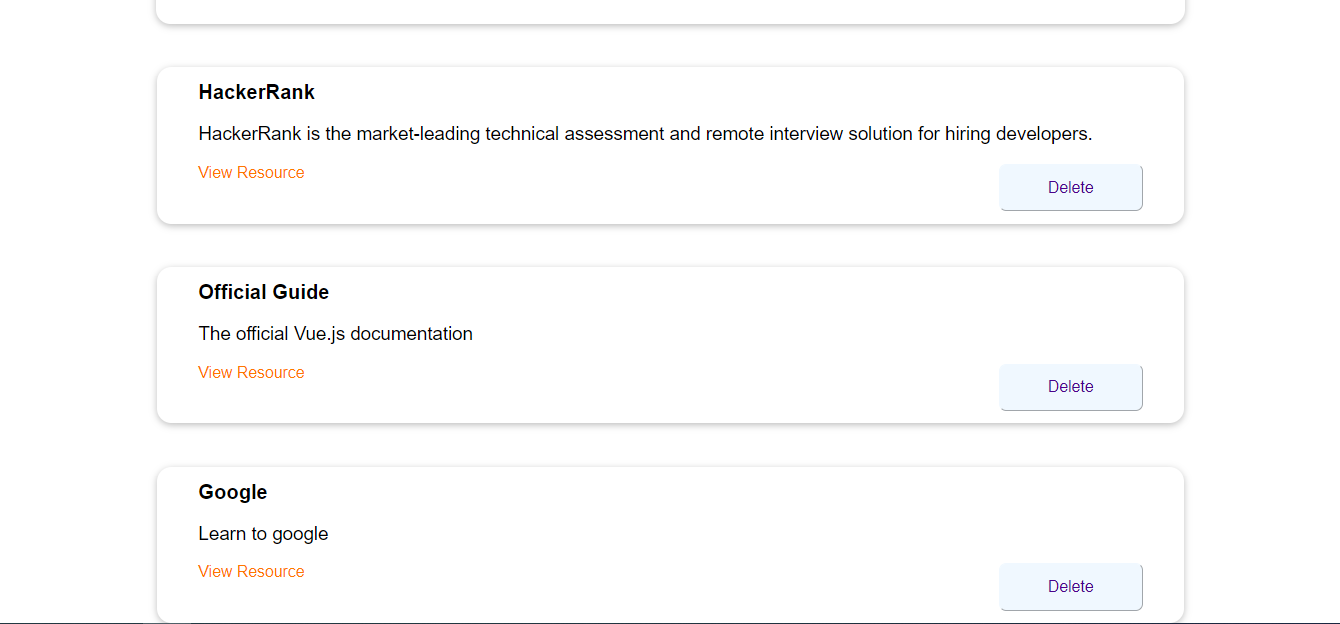 HackerRank
HackerRank is the market-leading technical assessment and remote interview solution for hiring developers.
View Resource
Delete
Official Guide
The official Vue.js documentation
View Resource
Delete
Google
Learn to google
View Resource
Delete